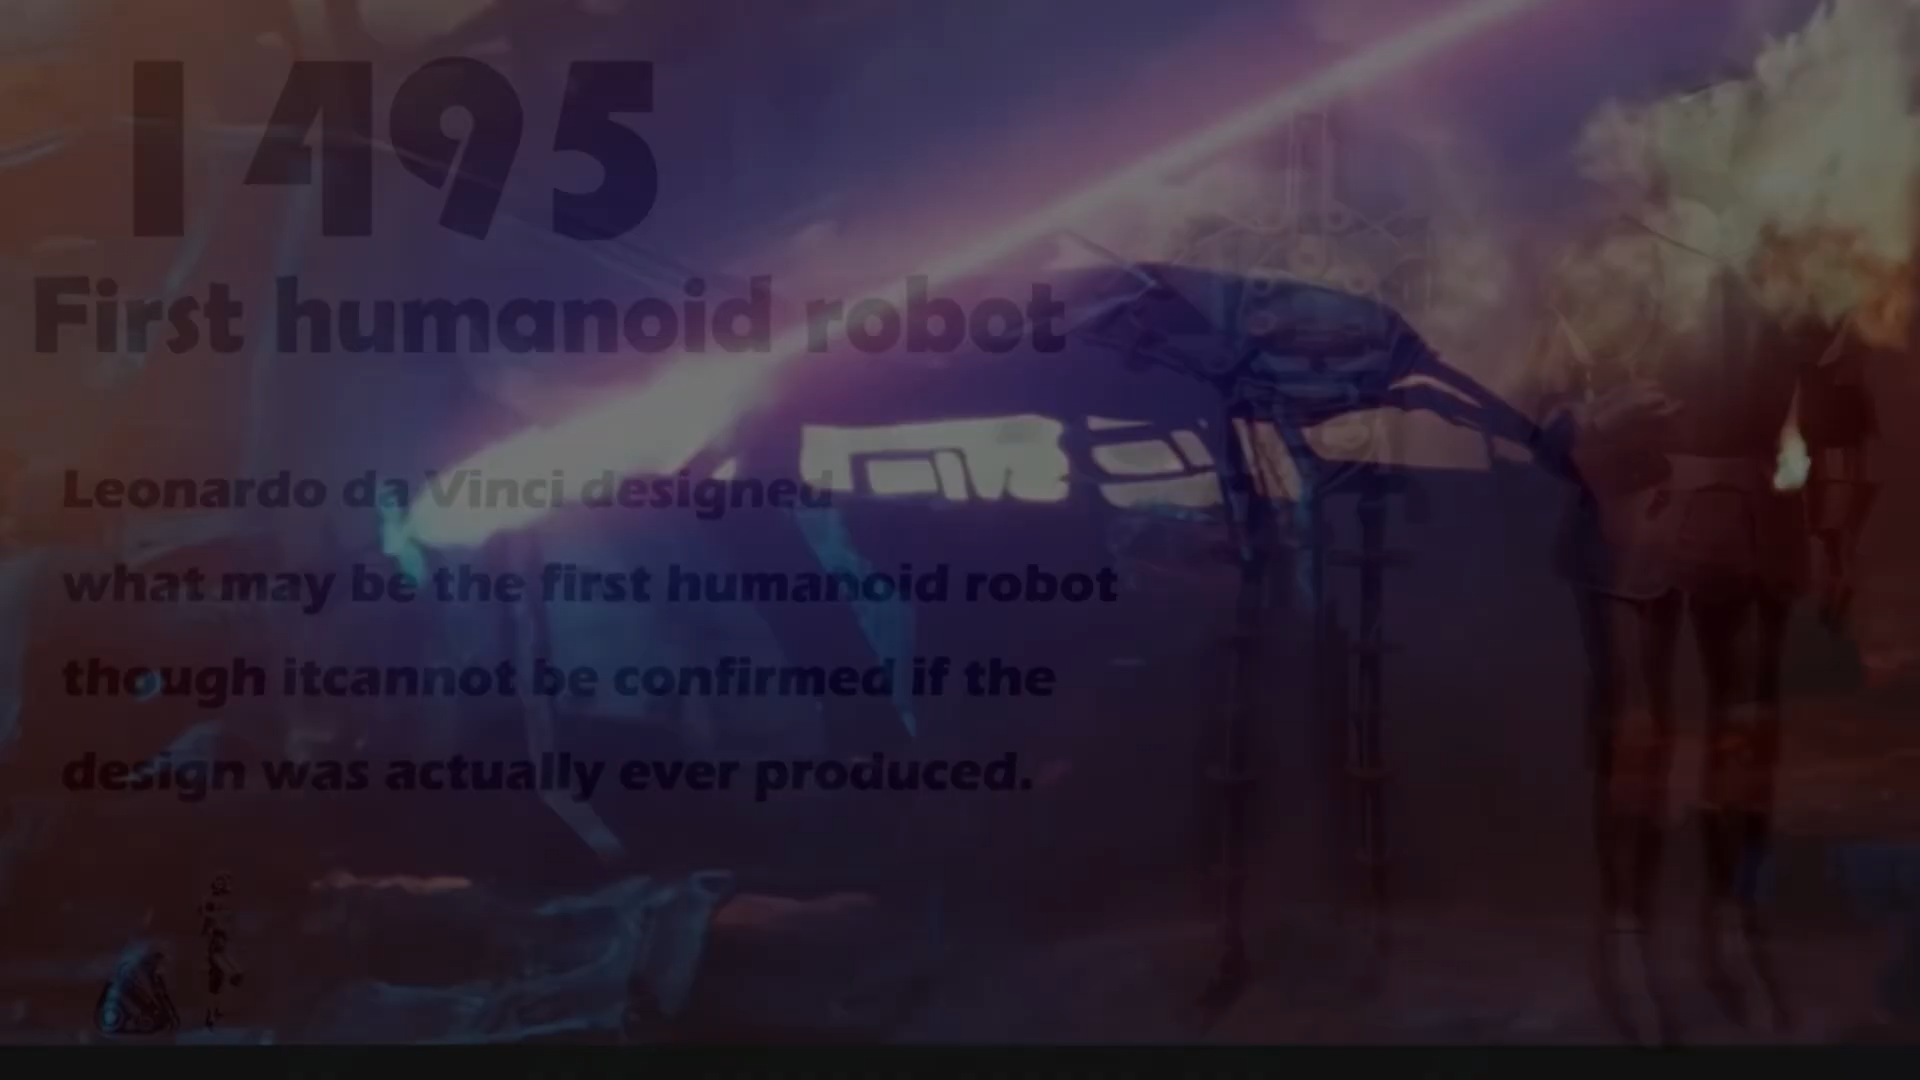 1495
First humanoid robot
Leonardo da Vinci designed
what may be the first humanoid robot
though itcannot be confirmed if the
design was actually ever produced.